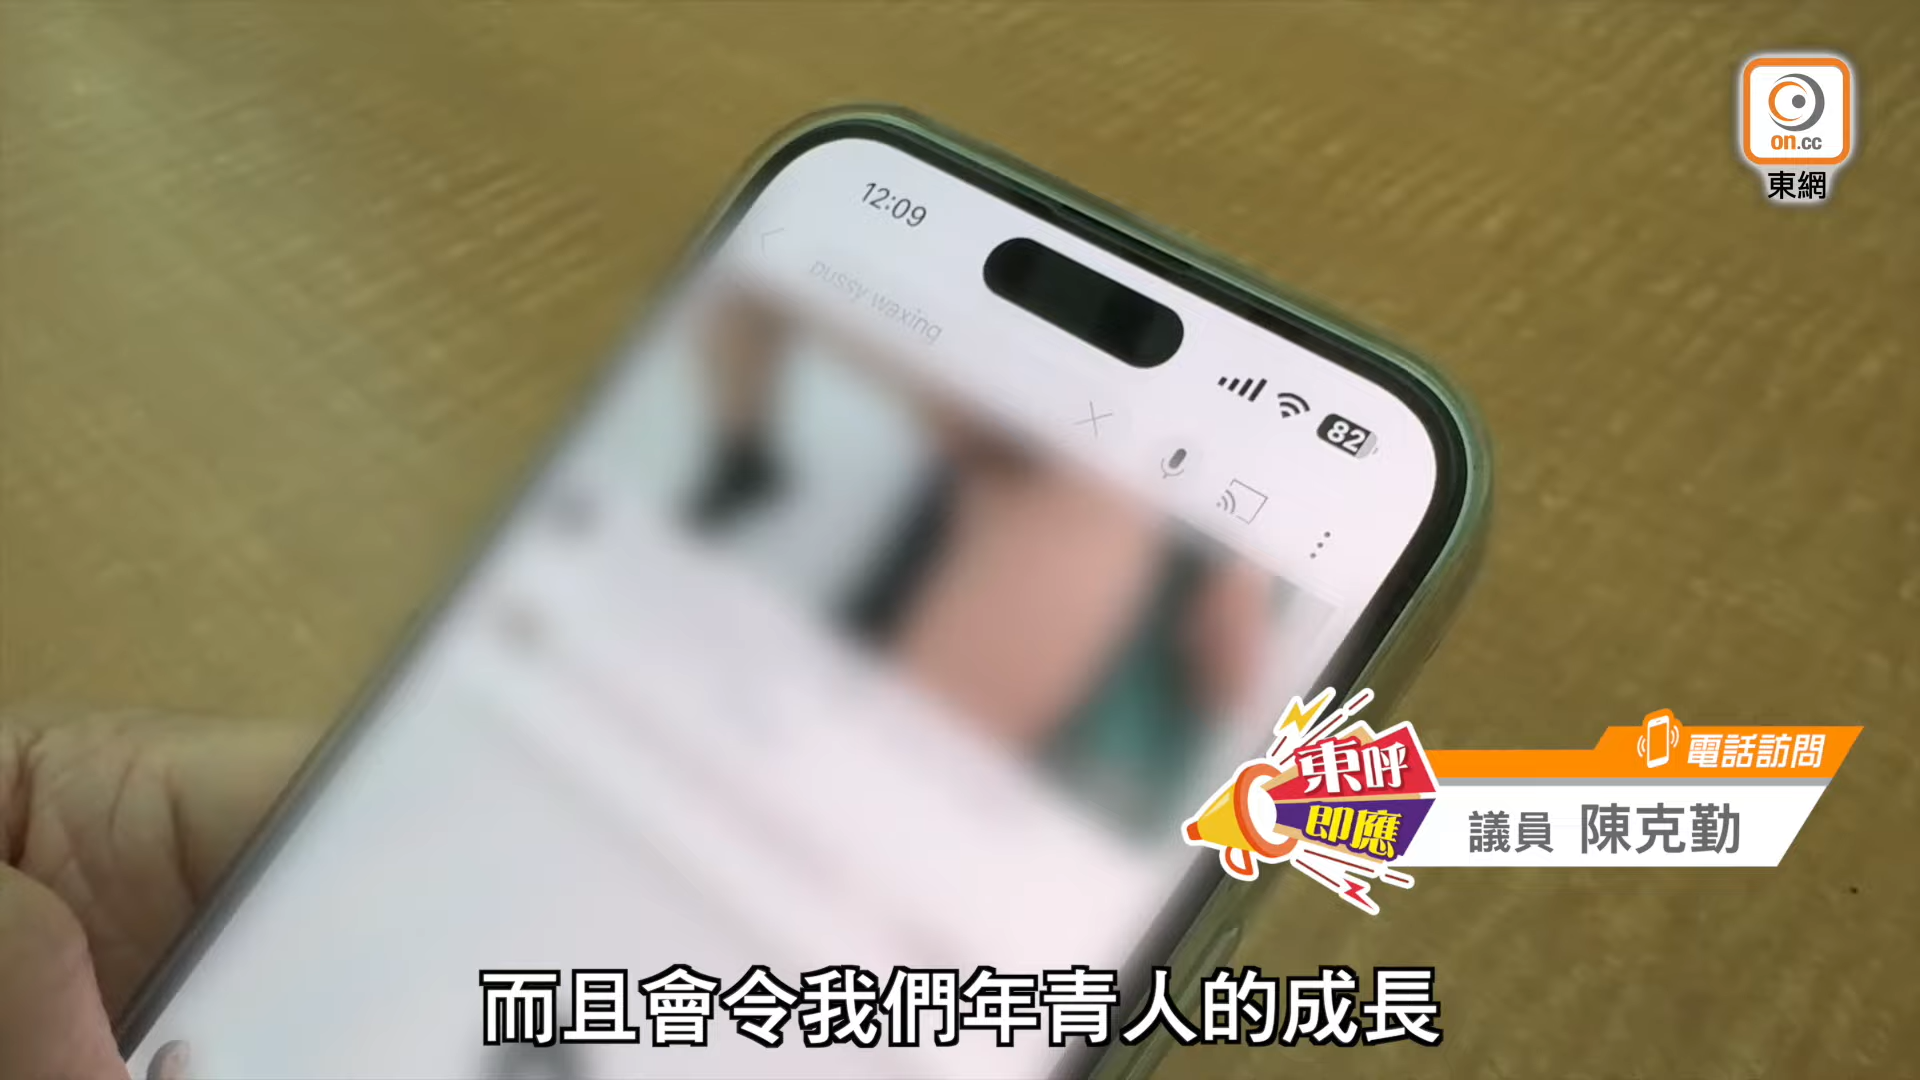 on.cc
東網
12:09
pussy waxing
82
電話訪問
東呼
即應
議員 陳克勤
而且會令我們年青人的成長